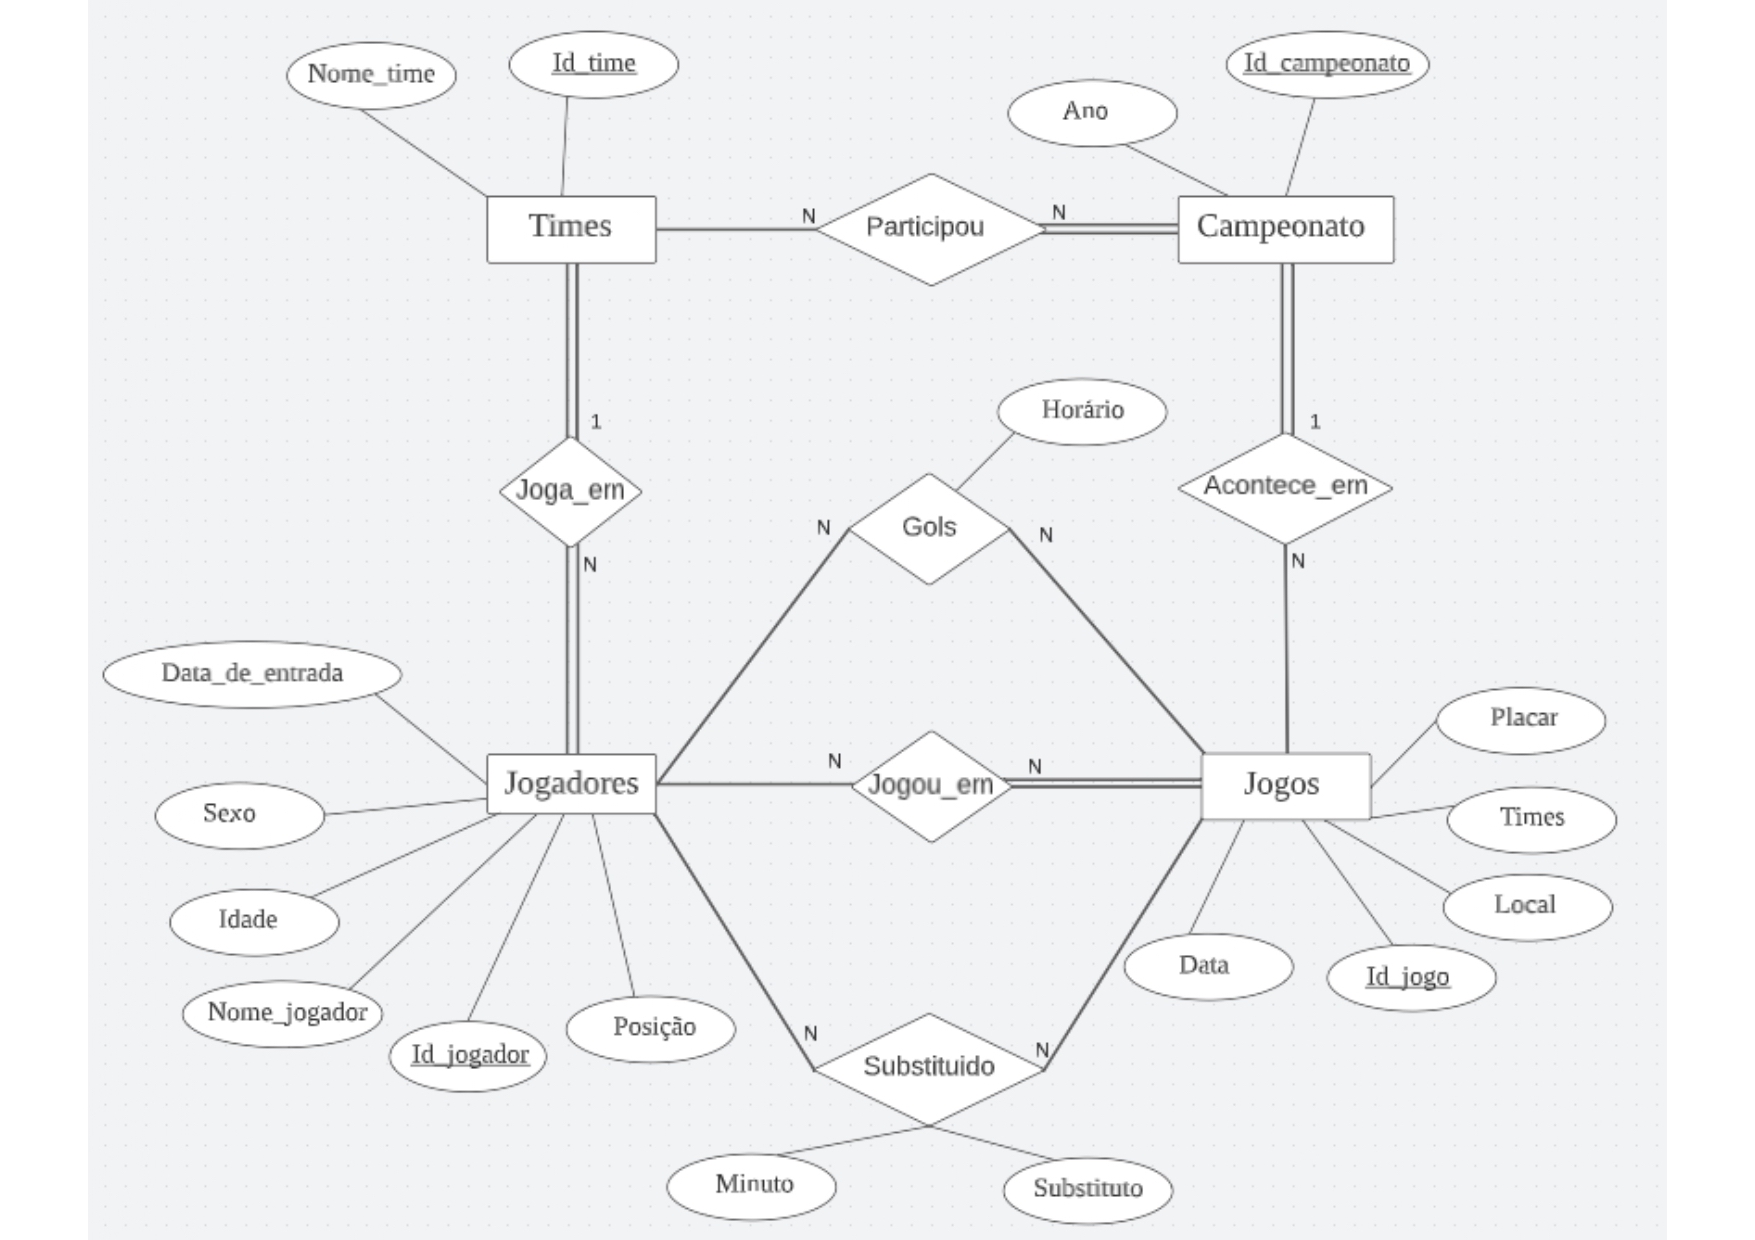 Nome_time
Id_time
Id_campeonato
Ano
Times
N
Participou
N
Campeonato
1
Joga_em
N
Horário
N
Gols
N
1
Acontece_em
N
Data_de_entrada
Sexo
Idade
Nome_jogador
Id_jogador
Posição
Jogadores
N
Jogou_em
N
Jogos
Placar
Times
Local
Id_jogo
Data
N
Substituido
N
Minuto
Substituto